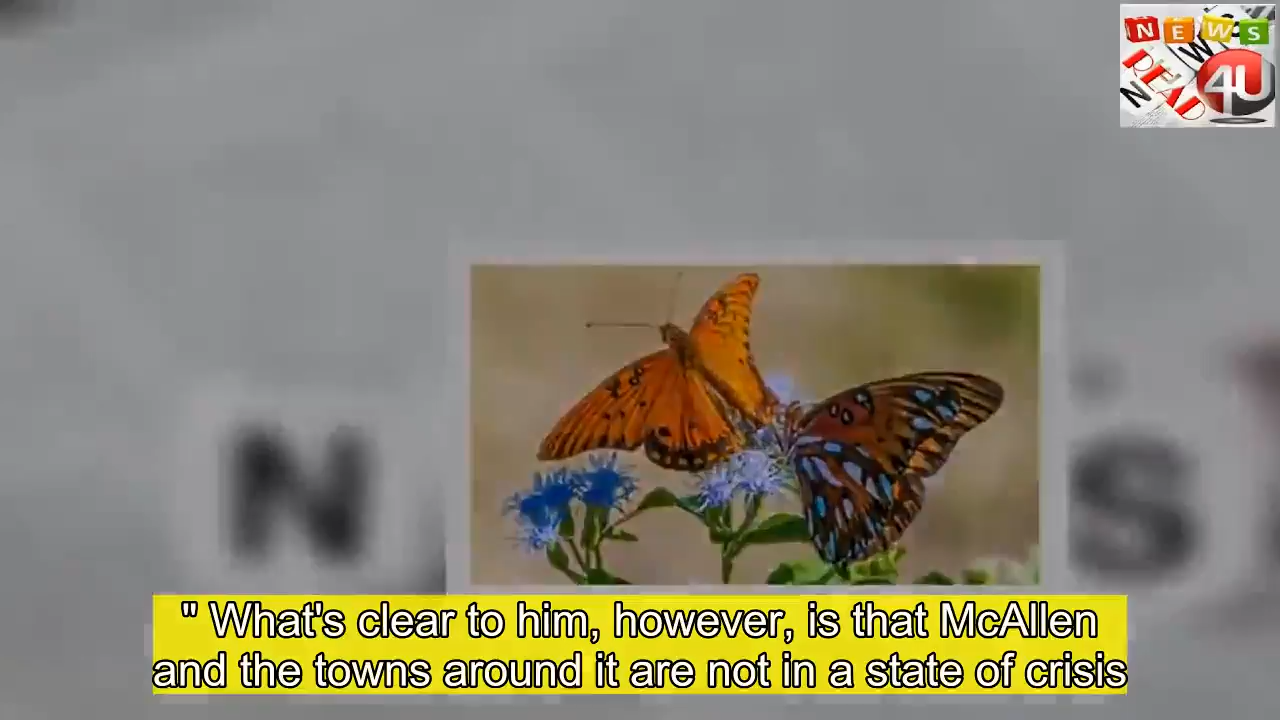 NEWS
W
READ
N
4U
N
S
" What's clear to him, however, is that McAllen
and the towns around it are not in a state of crisis